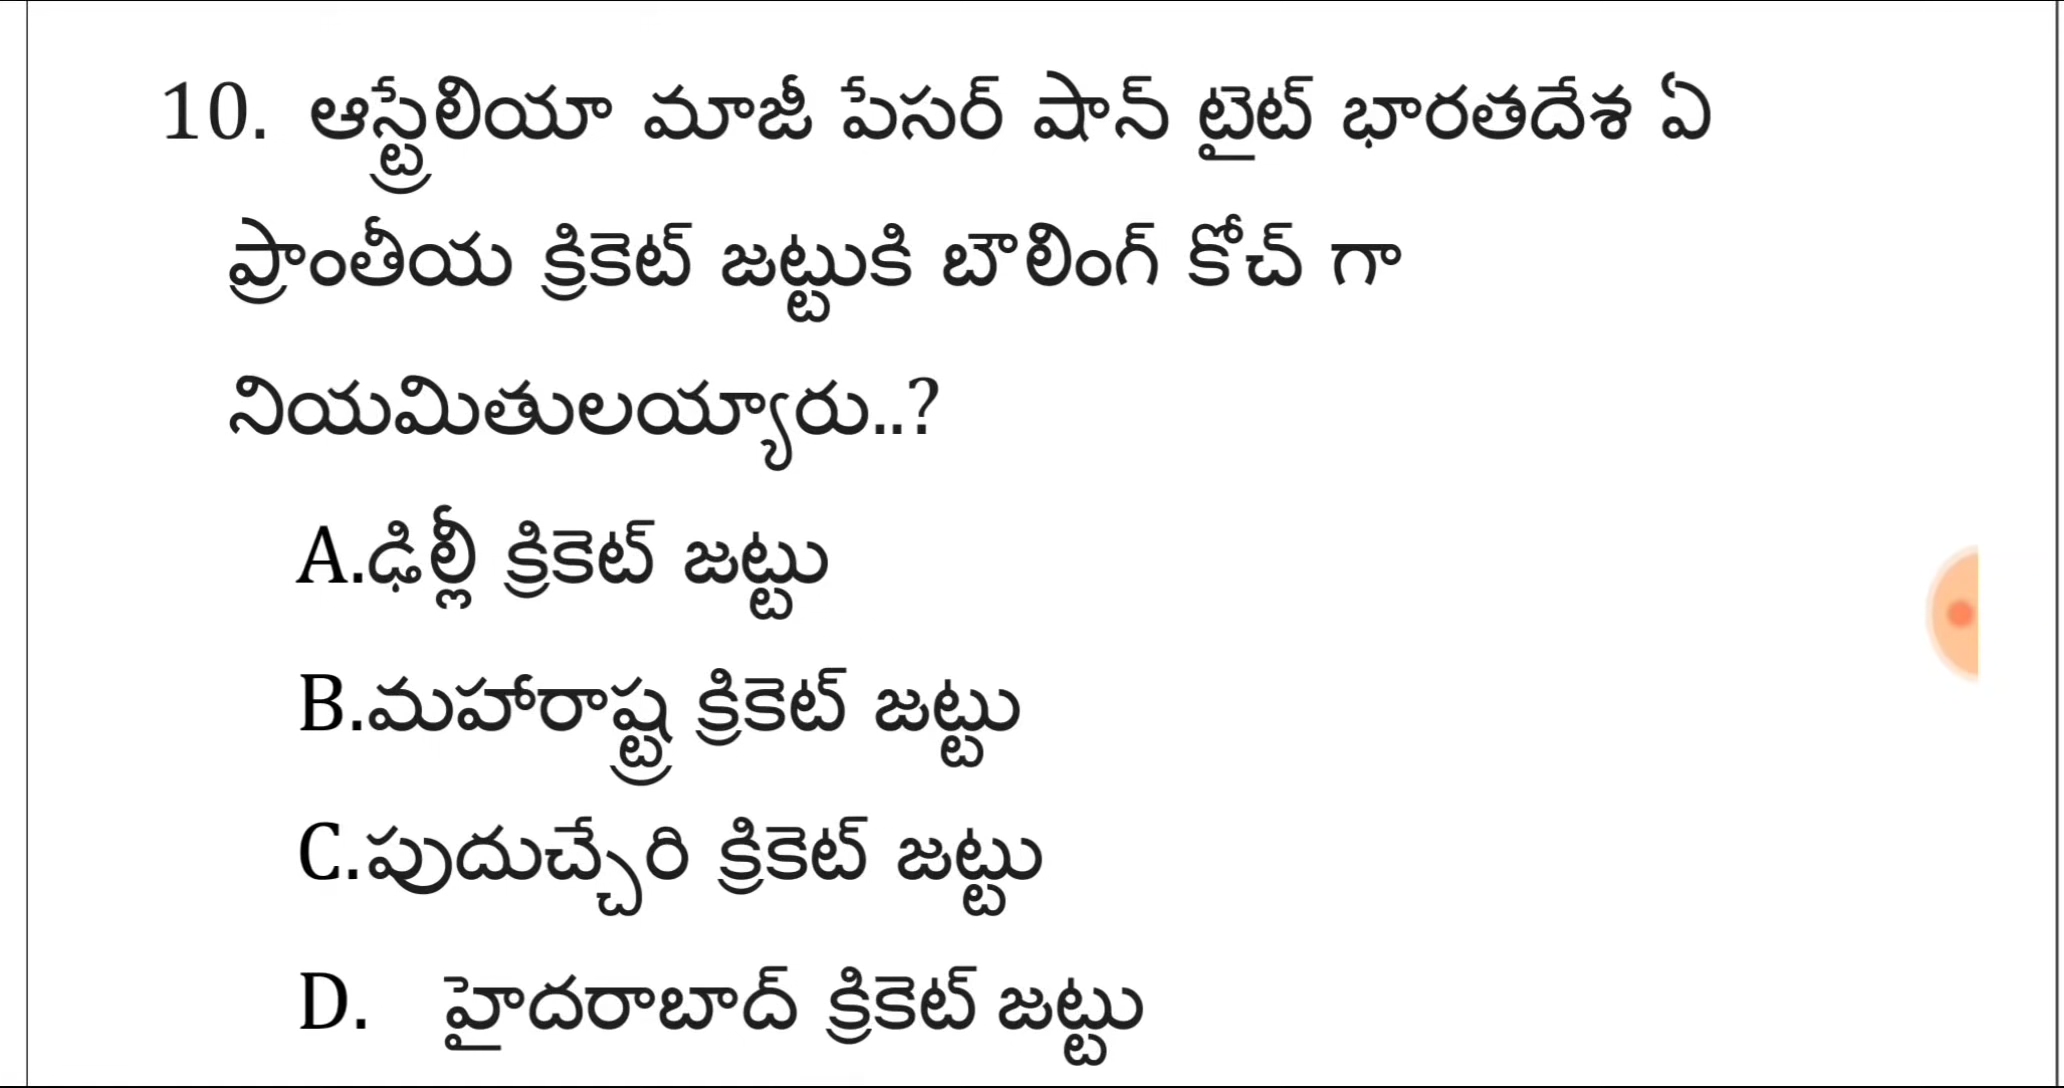 10. ఆస్ట్రేలియా మాజీ పేసర్ షాన్ టైట్ భారతదేశ ఏ
ప్రాంతీయ క్రికెట్ జట్టుకి బౌలింగ్ కోచ్ గా
నియమితులయ్యారు..?
A.ఢిల్లీ క్రికెట్ జట్టు
B.మహారాష్ట్ర క్రికెట్ జట్టు
C.పుదుచ్చేరి క్రికెట్ జట్టు
D. హైదరాబాద్ క్రికెట్ జట్టు